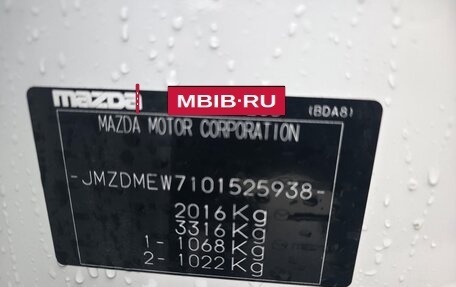 mazda
MBIB.RU
(BDA8)
MAZDA MOTOR CORPORATION
-JMZDMEW7101525938-
2016Kg
3316Kg
1- 1068Kg
2- 1022Kg